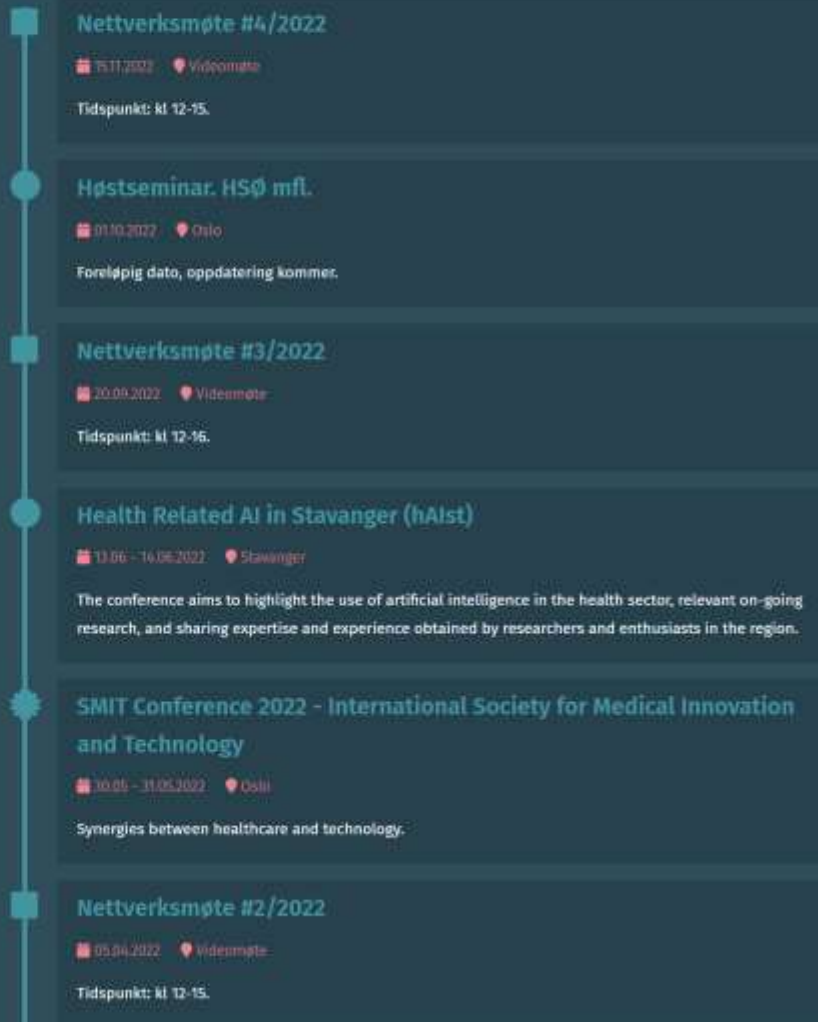 Nettverksmøte #4/2022
15.11.2022 Videomøte
Tidspunkt: kl 12-15.
Høstseminar. HSØ mfl.
01.10.2022 Oslo
Foreløpig dato, oppdatering kommer.
Nettverksmøte #3/2022
20.09.2022 Videomøte
Tidspunkt: kl 12-16.
Health Related AI in Stavanger (hAIst)
13.06 - 14.06.2022 Stavanger
The conference aims to highlight the use of artificial intelligence in the health sector, relevant on-going
research, and sharing expertise and experience obtained by researchers and enthusiasts in the region.
SMIT Conference 2022 - International Society for Medical Innovation
and Technology
30.05 - 31.05.2022 Oslo
Synergies between healthcare and technology.
Nettverksmøte #2/2022
05.04.2022 Videomøte
Tidspunkt: kl 12-15.